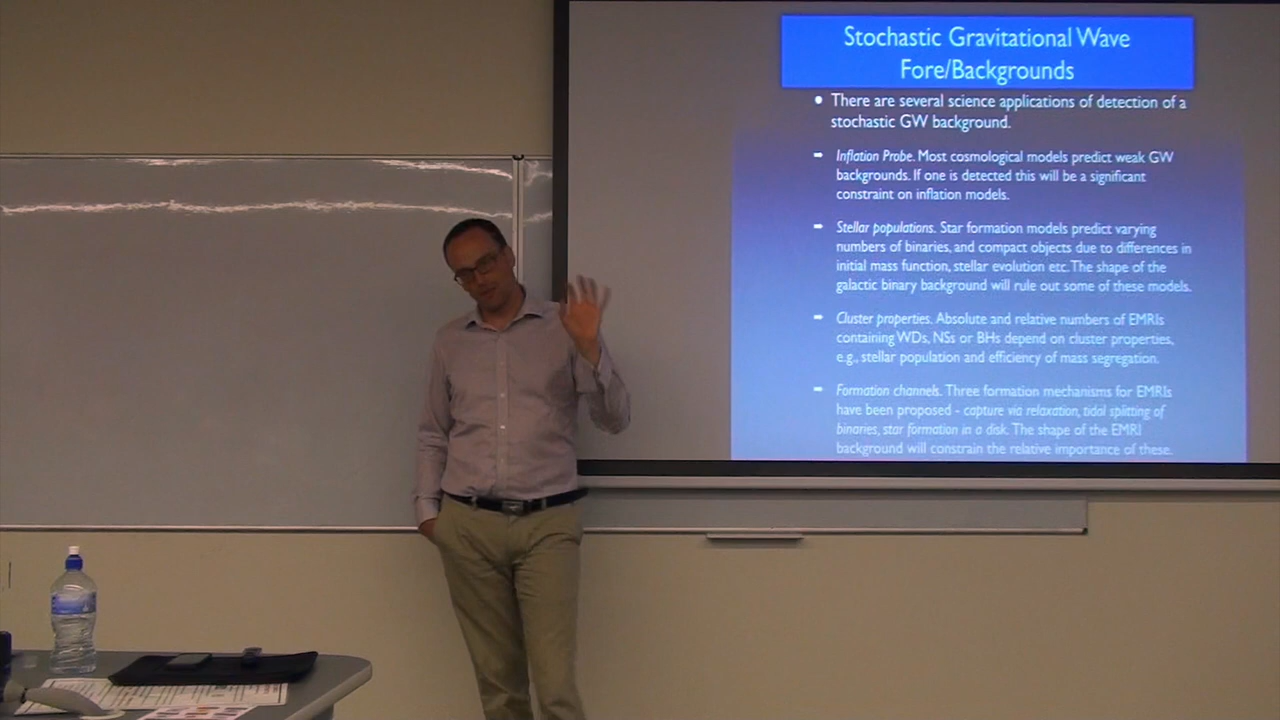 Stochastic Gravitational Wave
Fore/Backgrounds
• There are several science applications of detection of a
stochastic GW background.
Inflation Probe. Most cosmological models predict weak GW
backgrounds. If one is detected this will be a significant
constraint on inflation models.
Stellar populations. Star formation models predict varying
numbers of binaries, and compact objects due to differences in
initial mass function, stellar evolution etc. The shape of the
galactic binary background will rule out some of these models.
Cluster properties. Absolute and relative numbers of EMRIs
containing WDs, NSs or BHs depend on cluster properties,
e.g., stellar population and efficiency of mass segregation.
Formation channels. Three formation mechanisms for EMRIs
have been proposed - capture via relaxation, tidal splitting of
binaries, star formation in a disk. The shape of the EMRI
background will constrain the relative importance of these.